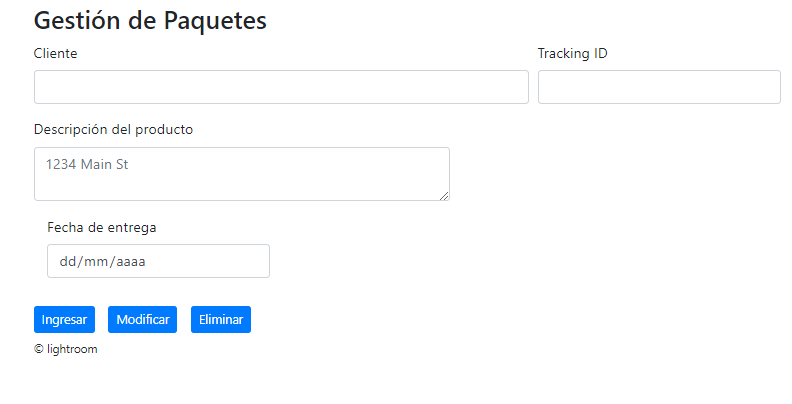 Gestión de Paquetes
Cliente Tracking ID
Descripción del producto
1234 Main St
Fecha de entrega
dd/mm/aaaa
Ingresar Modificar Eliminar
© lightroom